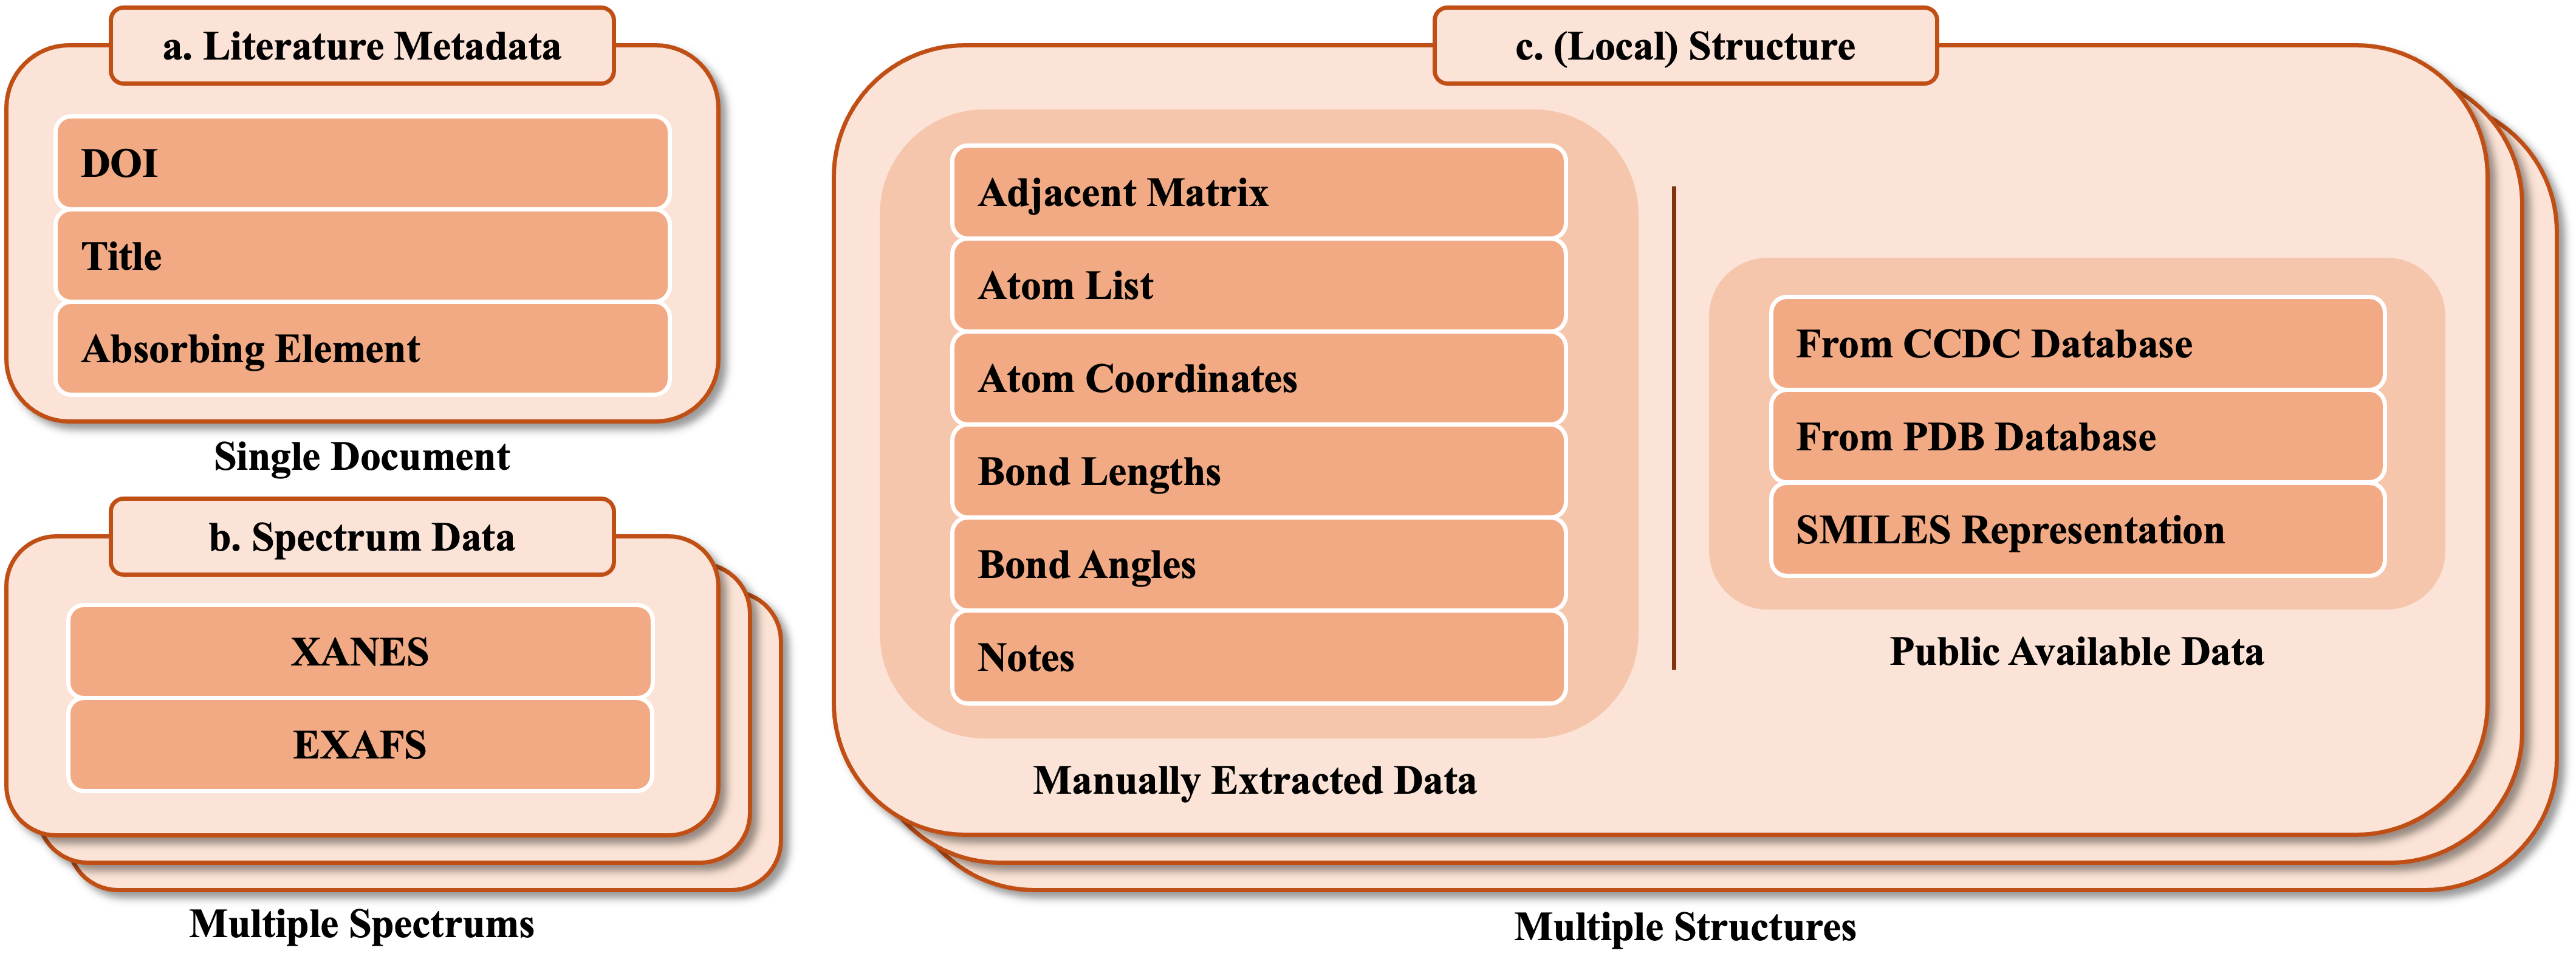 a. Literature Metadata
DOI
Title
Absorbing Element
Single Document
b. Spectrum Data
XANES
EXAFS
Multiple Spectrums
c. (Local) Structure
Adjacent Matrix
Atom List
Atom Coordinates
Bond Lengths
Bond Angles
Notes
Manually Extracted Data
From CCDC Database
From PDB Database
SMILES Representation
Public Available Data
Multiple Structures